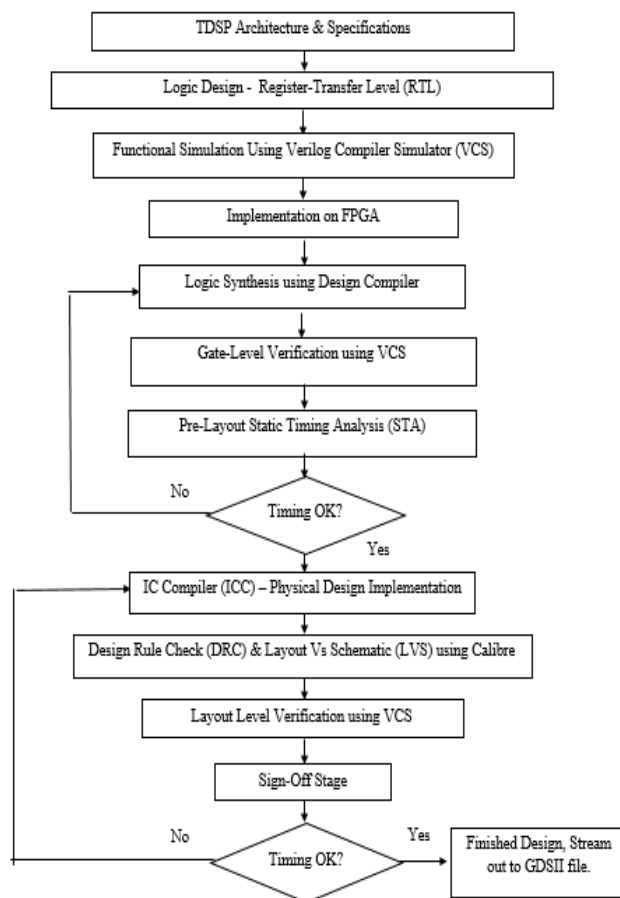 TDSP Architecture & Specifications
Logic Design - Register-Transfer Level (RTL)
Functional Simulation Using Verilog Compiler Simulator (VCS)
Implementation on FPGA
Logic Synthesis using Design Compiler
Gate-Level Verification using VCS
Pre-Layout Static Timing Analysis (STA)
No
Timing OK?
Yes
IC Compiler (ICC) – Physical Design Implementation
Design Rule Check (DRC) & Layout Vs Schematic (LVS) using Calibre
Layout Level Verification using VCS
Sign-Off Stage
No
Timing OK?
Yes
Finished Design, Stream
out to GDSII file.